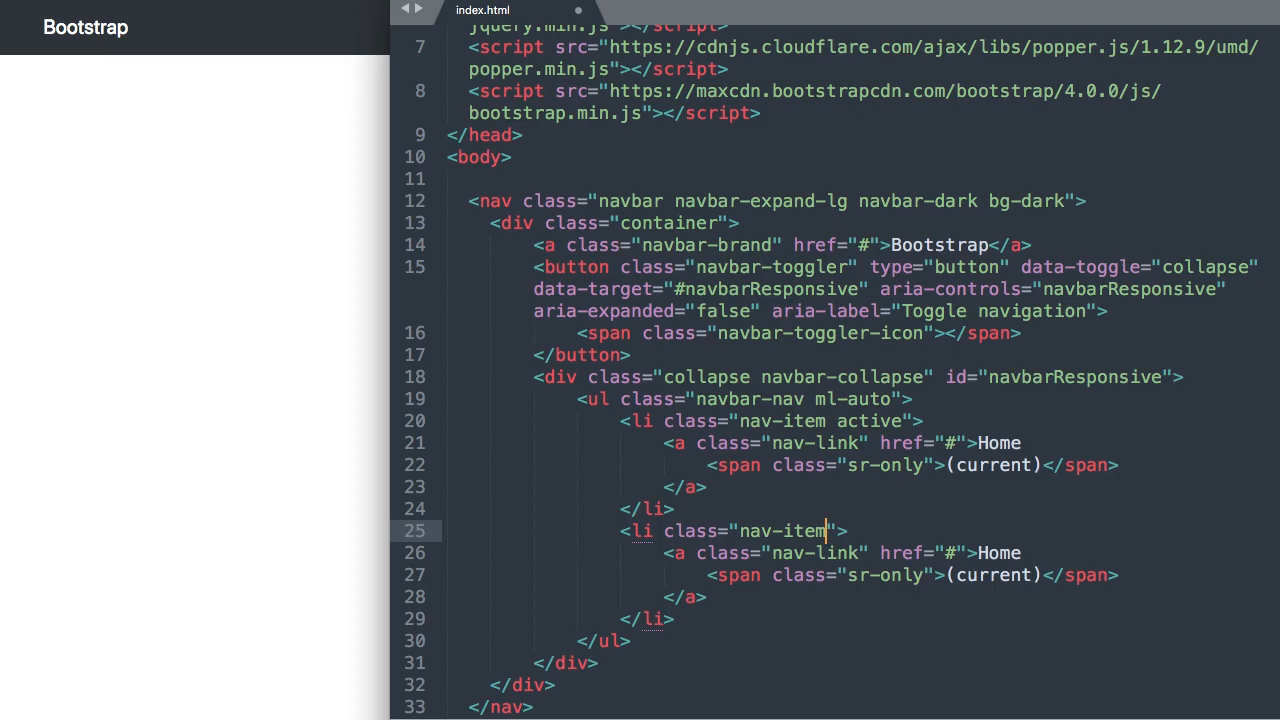 Bootstrap
index.html
jquery.min.js"></script>
7 <script src="https://cdnjs.cloudflare.com/ajax/libs/popper.js/1.12.9/umd/
popper.min.js"></script>
8 <script src="https://maxcdn.bootstrapcdn.com/bootstrap/4.0.0/js/
bootstrap.min.js"></script>
9 </head>
10 <body>
11
12 <nav class="navbar navbar-expand-lg navbar-dark bg-dark">
13 <div class="container">
14 <a class="navbar-brand" href="#">Bootstrap</a>
15 <button class="navbar-toggler" type="button" data-toggle="collapse"
data-target="#navbarResponsive" aria-controls="navbarResponsive"
aria-expanded="false" aria-label="Toggle navigation">
16 <span class="navbar-toggler-icon"></span>
17 </button>
18 <div class="collapse navbar-collapse" id="navbarResponsive">
19 <ul class="navbar-nav ml-auto">
20 <li class="nav-item active">
21 <a class="nav-link" href="#">Home
22 <span class="sr-only">(current)</span>
23 </a>
24 </li>
25 <li class="nav-item">
26 <a class="nav-link" href="#">Home
27 <span class="sr-only">(current)</span>
28 </a>
29 </li>
30 </ul>
31 </div>
32 </div>
33 </nav>